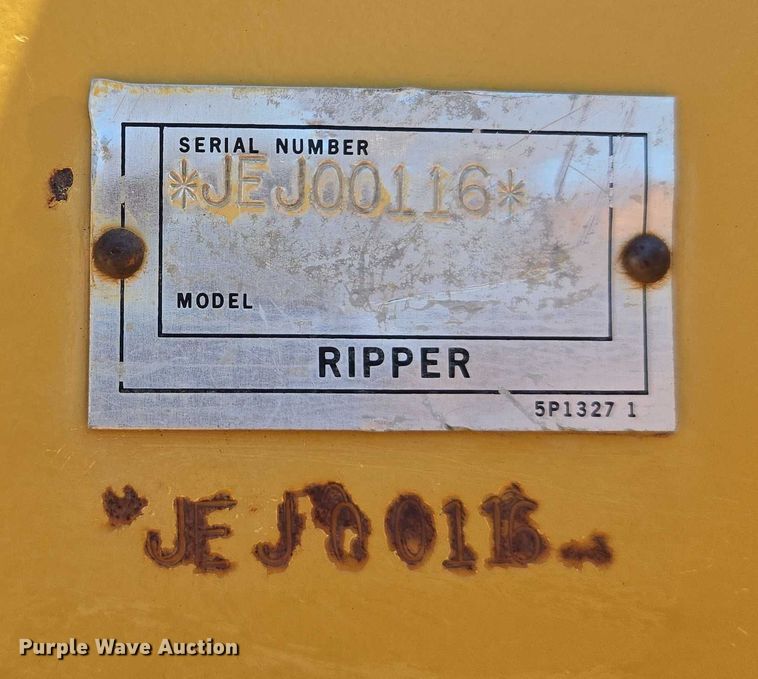 SERIAL NUMBER
*JEJ00116*
MODEL
RIPPER
5P1327 1
*JEJ00116*
Purple Wave Auction